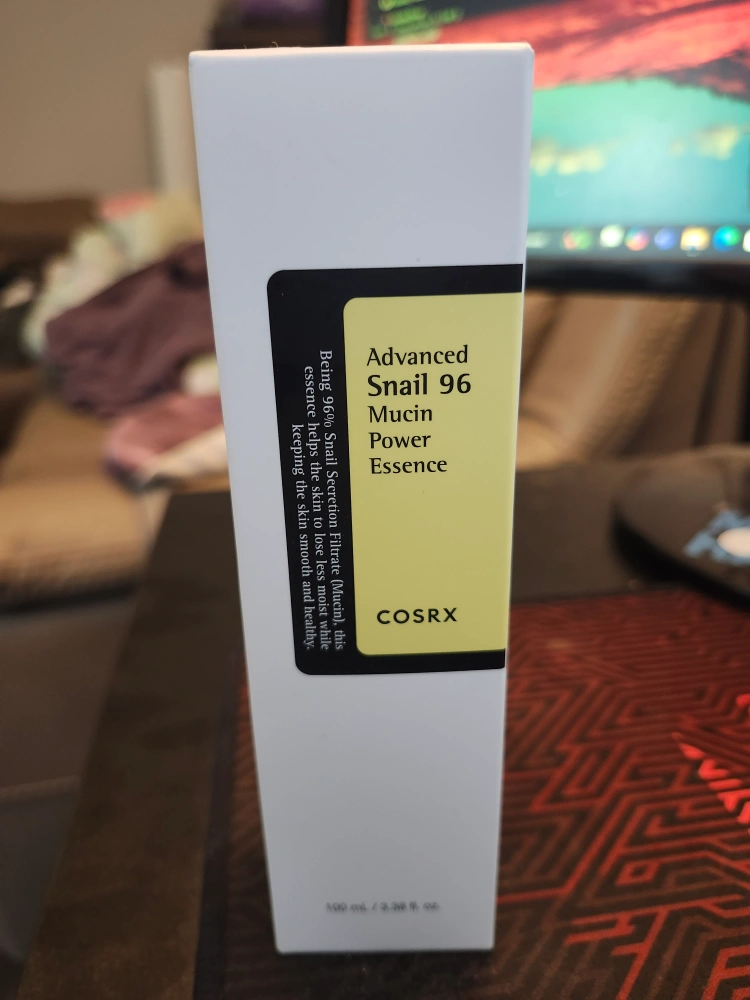 Advanced
Snail 96
Mucin
Power
Essence
COSRX
Being 96% Snail Secretion Filtrate (Mucin), this
essence helps the skin to lose less moist while
keeping the skin smooth and healthy.
100 mL / 3.38 fl. oz.